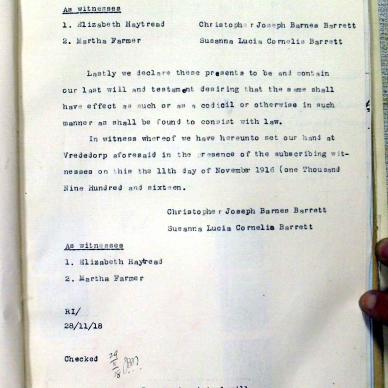 As witnesses
1. Elizabeth Haytread Christopher Joseph Barnes Barrett
2. Martha Farmer Susanna Lucia Cornelia Barrett
Lastly we declare these presents to be and contain
our last will and testament desiring that the same shall
have effect as such or as a codicil or otherwise in such
manner as shall be found to consist with law.
In witness whereof we have hereunto set our hand at
Vrededorp aforesaid in the presence of the subscribing wit-
nesses on this the 11th day of November 1916 (one Thousand
Nine Hundred and sixteen.
Christopher Joseph Barnes Barrett
Susanna Lucia Cornelia Barrett
As witnesses
1. Elizabeth Haytread
2. Martha Farmer
RI/
28/11/18
Checked